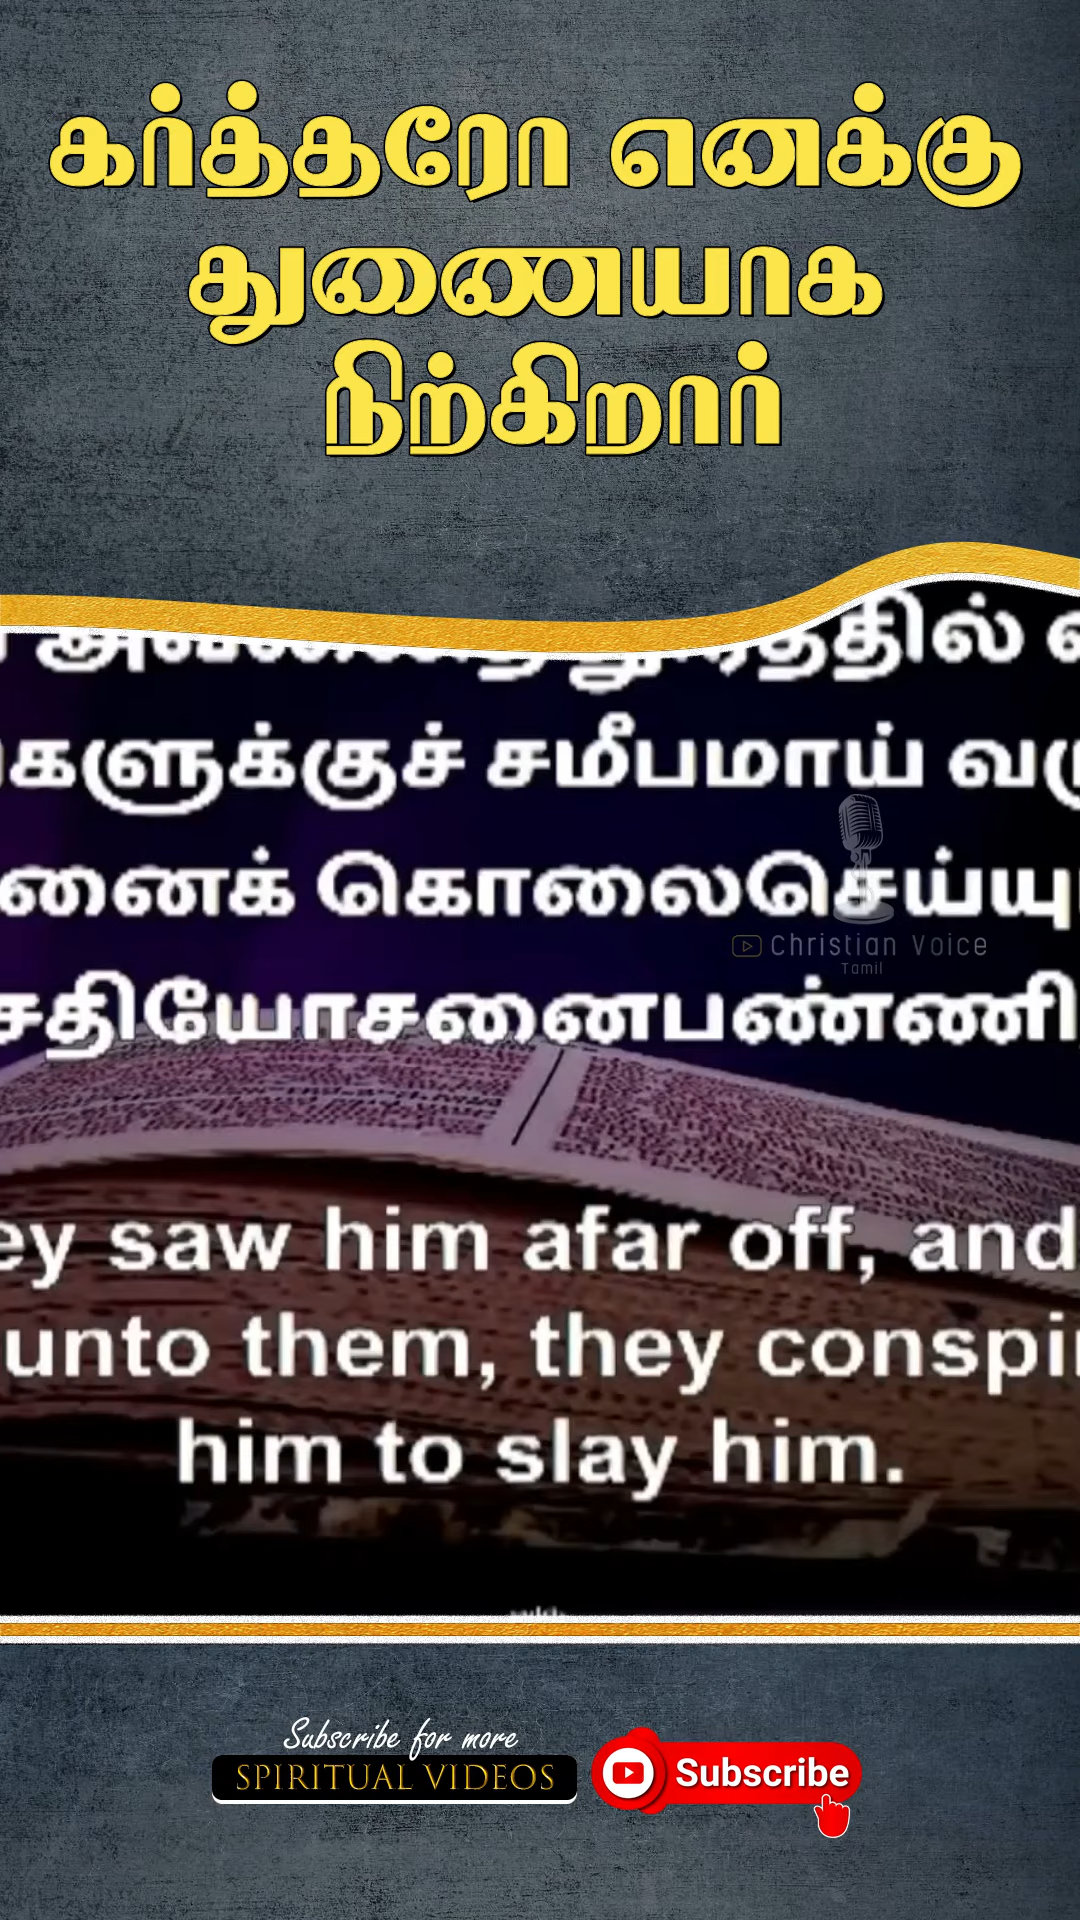 கர்த்தரோ எனக்கு
துணையாக
நிற்கிறார்
சமீபமாய்
கொலைசெய்யு
Christian Voice
Tamil
சதியோசனைபண்ணி
saw him afar off, and
unto them, they
him to slay him.
Subscribe for more
SPIRITUAL VIDEOS
Subscribe